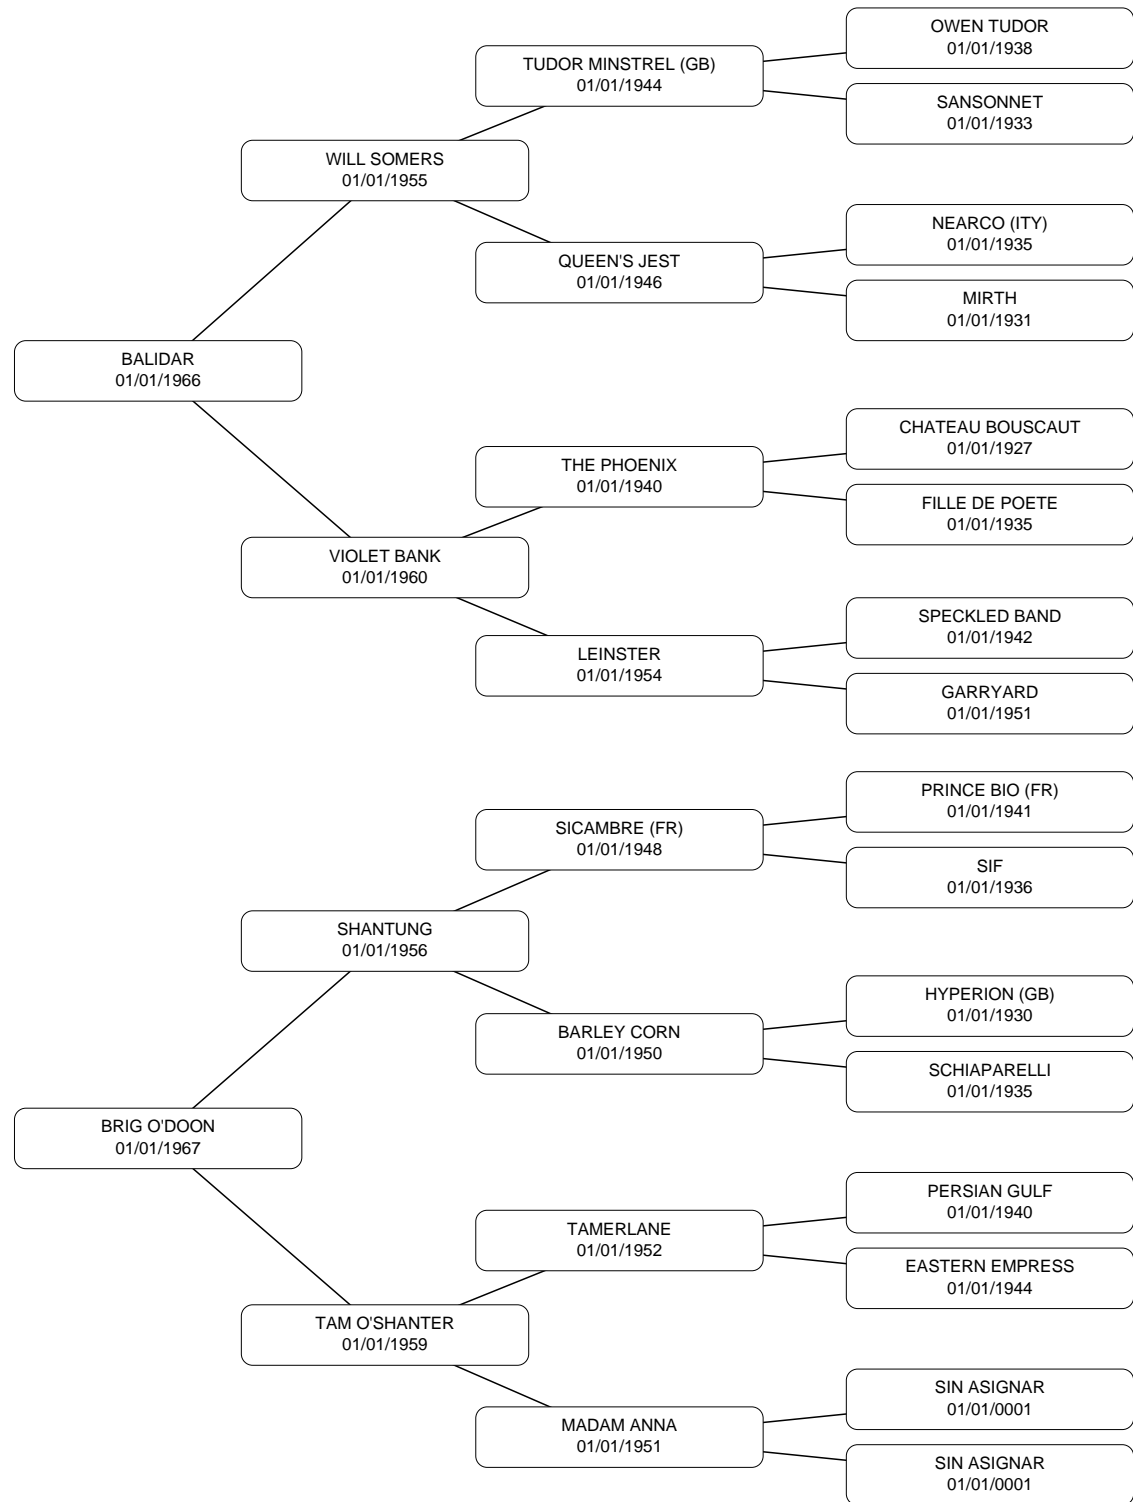 OWEN TUDOR
01/01/1938
TUDOR MINSTREL (GB)
01/01/1944
SANSONNET
01/01/1933
WILL SOMERS
01/01/1955
NEARCO (ITY)
01/01/1935
QUEEN'S JEST
01/01/1946
MIRTH
01/01/1931
BALIDAR
01/01/1966
CHATEAU BOUSCAUT
01/01/1927
THE PHOENIX
01/01/1940
FILLE DE POETE
01/01/1935
VIOLET BANK
01/01/1960
SPECKLED BAND
01/01/1942
LEINSTER
01/01/1954
GARRYARD
01/01/1951
PRINCE BIO (FR)
01/01/1941
SICAMBRE (FR)
01/01/1948
SIF
01/01/1936
SHANTUNG
01/01/1956
HYPERION (GB)
01/01/1930
BARLEY CORN
01/01/1950
SCHIAPARELLI
01/01/1935
BRIG O'DOON
01/01/1967
PERSIAN GULF
01/01/1940
TAMERLANE
01/01/1952
EASTERN EMPRESS
01/01/1944
TAM O'SHANTER
01/01/1959
SIN ASIGNAR
01/01/0001
MADAM ANNA
01/01/1951
SIN ASIGNAR
01/01/0001